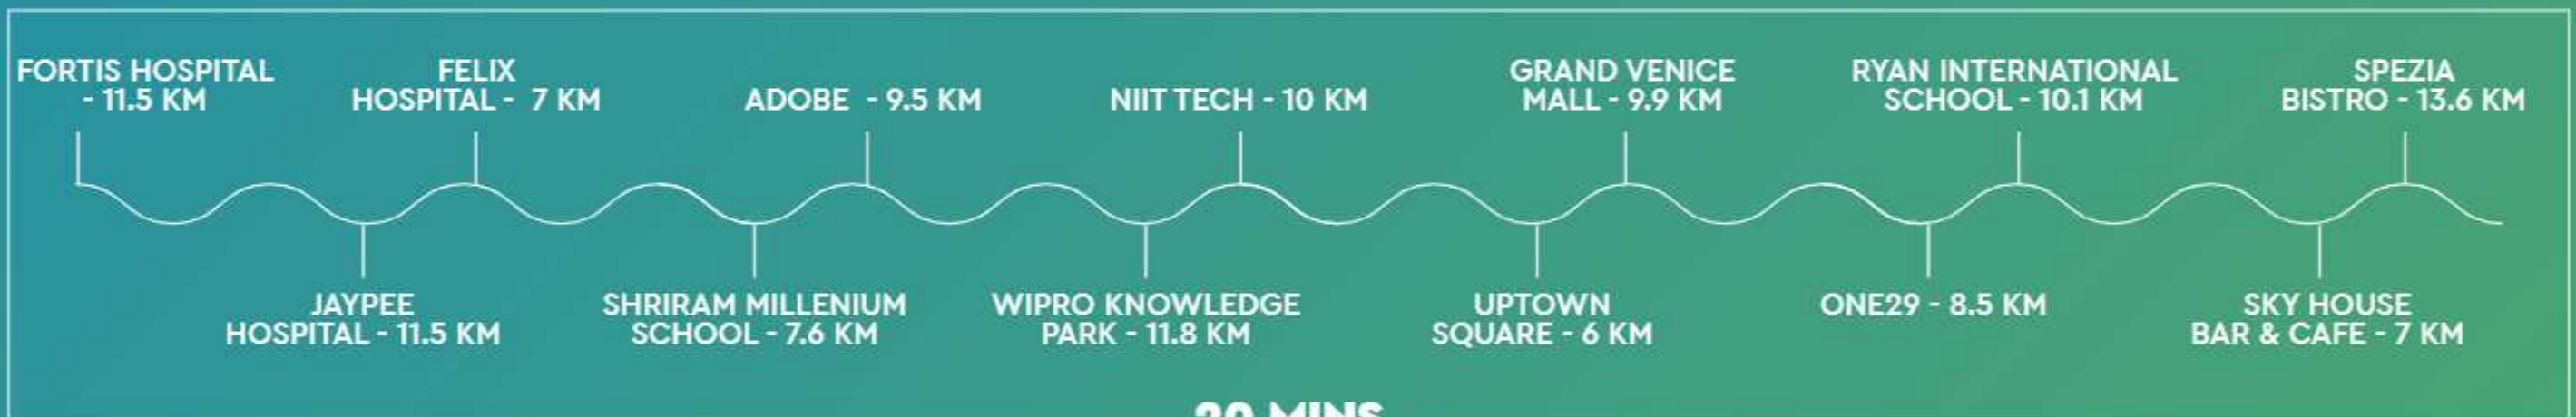 FORTIS HOSPITAL
- 11.5 KM
FELIX
HOSPITAL - 7 KM
ADOBE - 9.5 KM
NIIT TECH - 10 KM
GRAND VENICE
MALL - 9.9 KM
RYAN INTERNATIONAL
SCHOOL - 10.1 KM
SPEZIA
BISTRO - 13.6 KM
JAYPEE
HOSPITAL - 11.5 KM
SHRIRAM MILLENIUM
SCHOOL - 7.6 KM
WIPRO KNOWLEDGE
PARK - 11.8 KM
UPTOWN
SQUARE - 6 KM
ONE29 - 8.5 KM
SKY HOUSE
BAR & CAFE - 7 KM
20 MINS